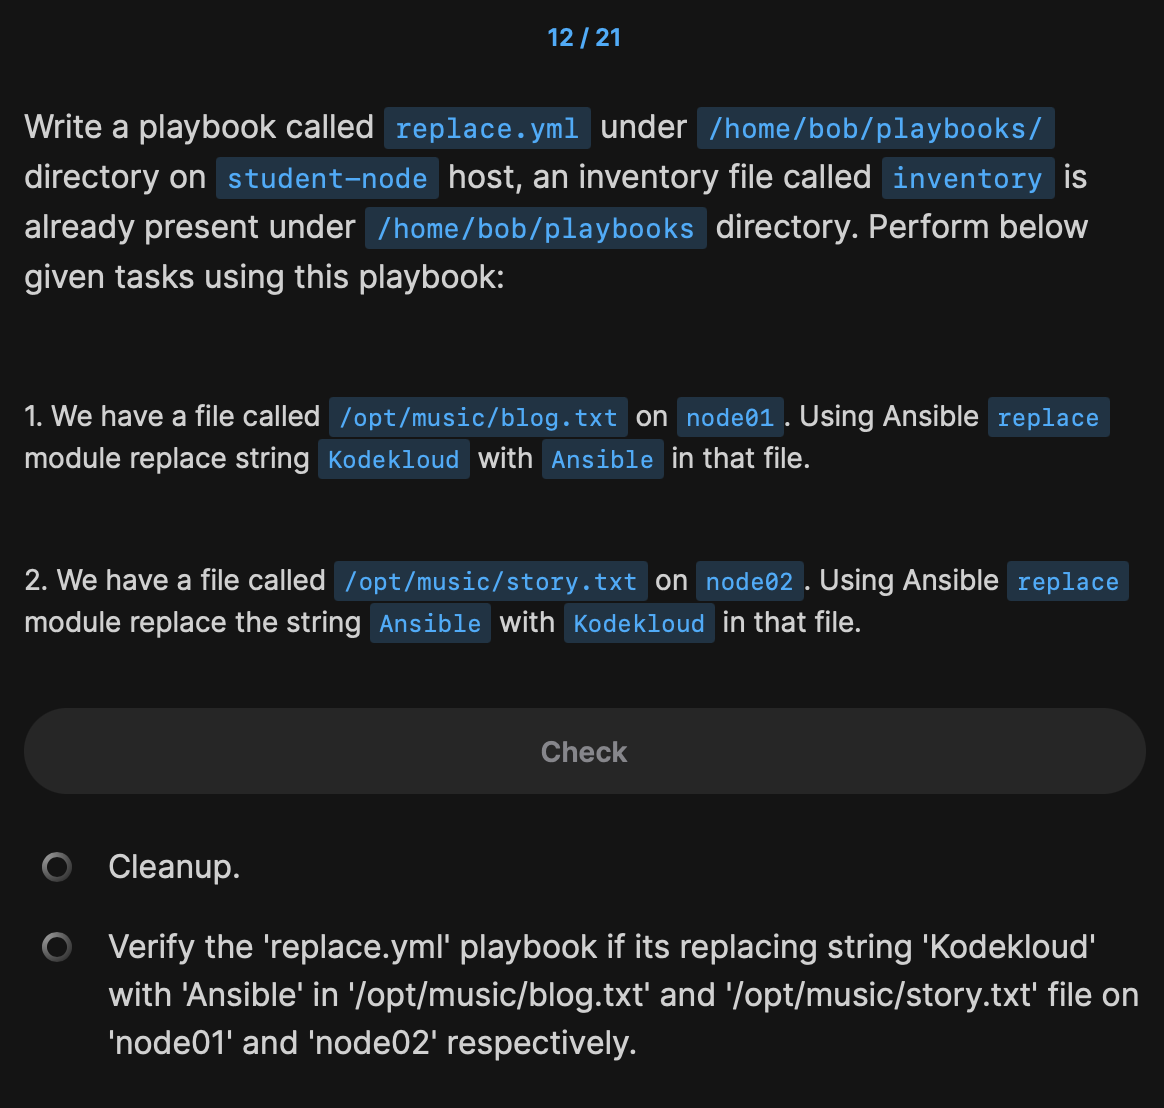 12 / 21
Write a playbook called replace.yml under /home/bob/playbooks/
directory on student-node host, an inventory file called inventory is
already present under /home/bob/playbooks directory. Perform below
given tasks using this playbook:
1. We have a file called /opt/music/blog.txt on node01. Using Ansible replace
module replace string Kodekloud with Ansible in that file.
2. We have a file called /opt/music/story.txt on node02. Using Ansible replace
module replace the string Ansible with Kodekloud in that file.
Check
Cleanup.
Verify the 'replace.yml' playbook if its replacing string 'Kodekloud'
with 'Ansible' in '/opt/music/blog.txt' and '/opt/music/story.txt' file on
'node01' and 'node02' respectively.